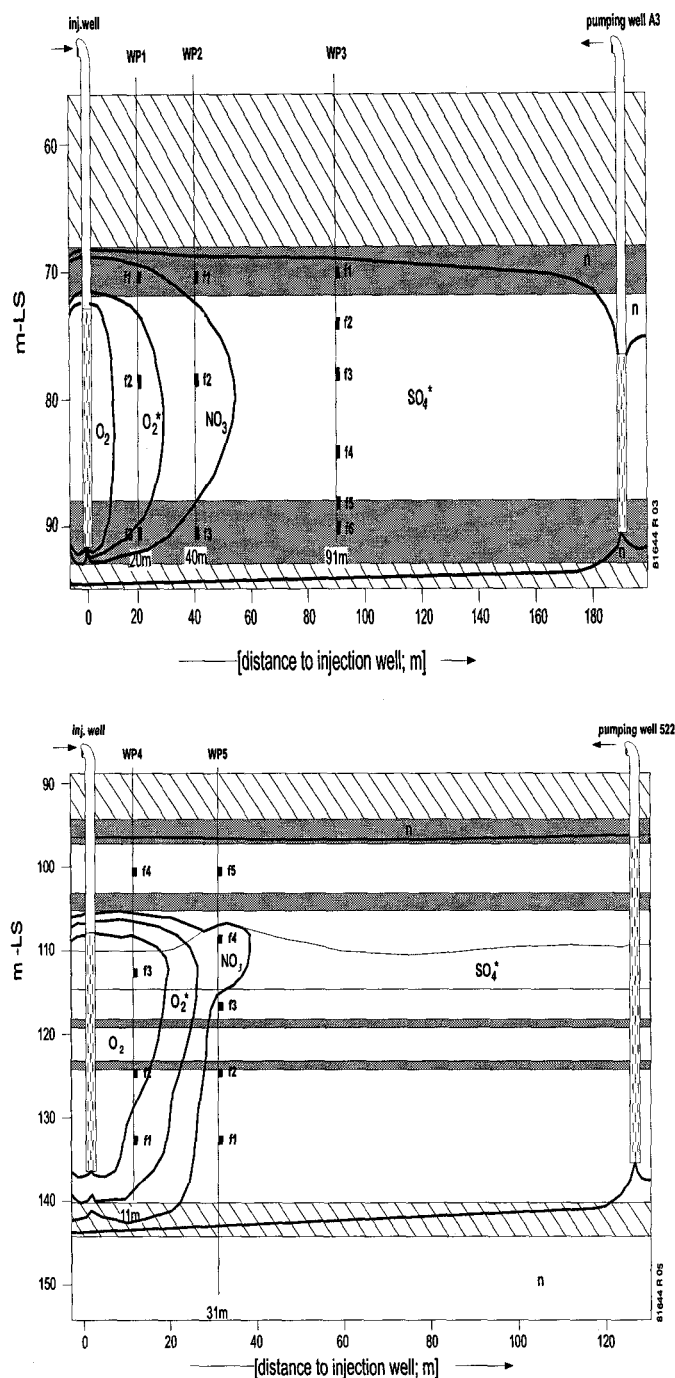 inj.well
pumping well A3
WP1
WP2
WP3
60
70
80
90
m-LS
n
f1
f1
f1
n
f2
f2
f2
f3
O2
O2*
NO3
SO4*
f4
f5
f3
f6
n
20m
40m
91m
81644 R 03
0 20 40 60 80 100 120 140 160 180
[distance to injection well; m]
inj. well
WP4
WP5
pumping well 522
90
100
110
120
130
140
150
m -LS
n
f4
f5
f4
NO3
SO4*
f3
O2*
f3
O2
f2
f2
f1
f1
11m
n
31m
81644 R 05
0 20 40 60 80 100 120
[distance to injection well; m]